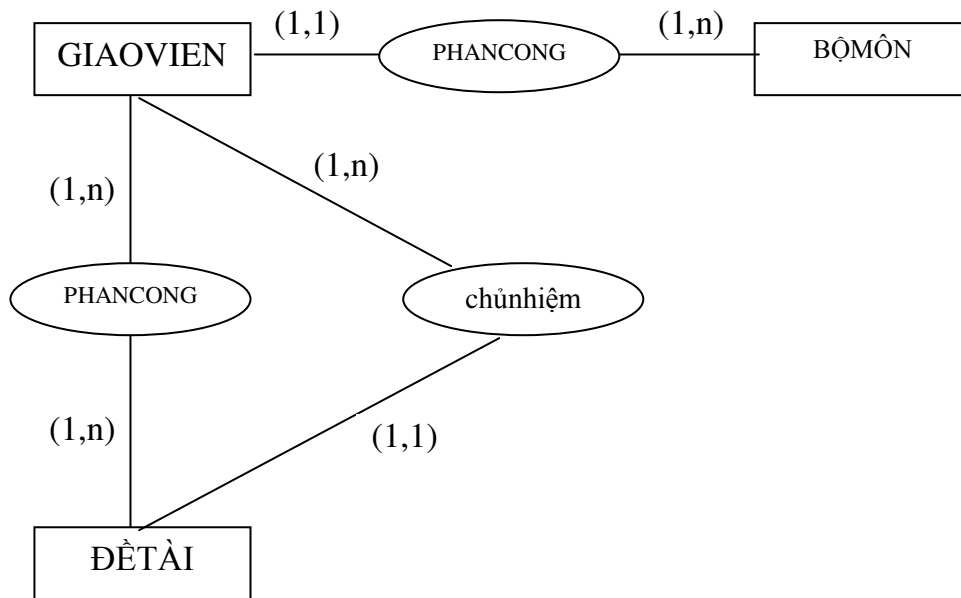 (1,1)
(1,n)
GIAOVIEN
PHANCONG
BỘMÔN
(1,n)
(1,n)
PHANCONG
chủnhiệm
(1,n)
(1,1)
ĐỀTÀI